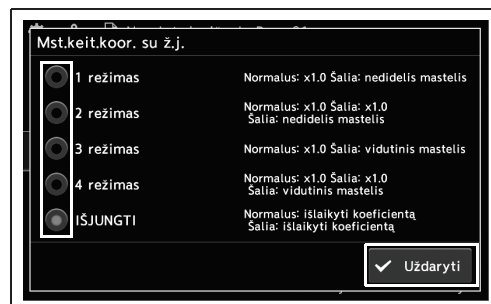 Mst.keit.koor. su ž.j.
1 režimas Normalus: x1.0 Šalia: nedidelis mastelis
2 režimas Normalus: x1.0 Šalia: x1.0
Šalia: nedidelis mastelis
3 režimas Normalus: x1.0 Šalia: vidutinis mastelis
4 režimas Normalus: x1.0 Šalia: x1.0
Šalia: vidutinis mastelis
IŠJUNGTI Normalus: išlaikyti koeficientą
Šalia: išlaikyti koeficientą
Uždaryti